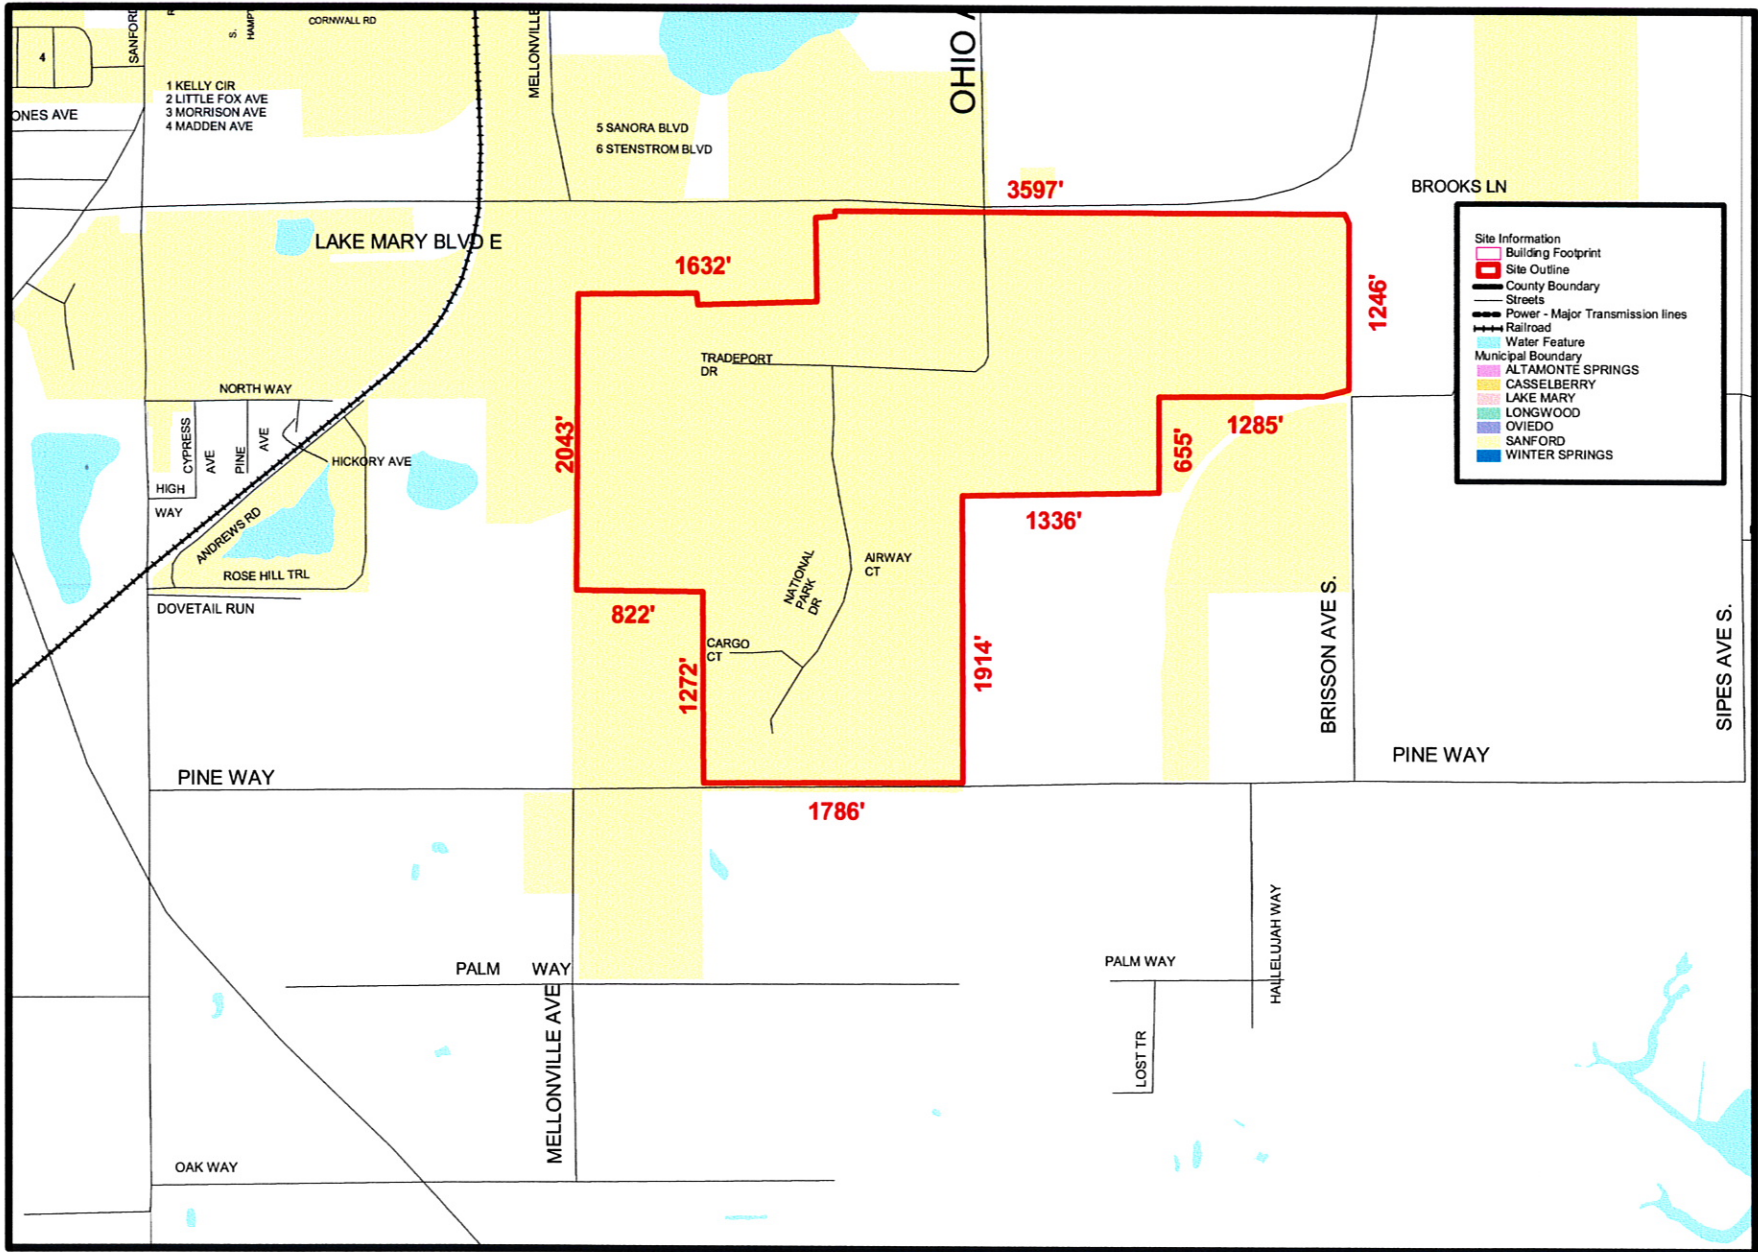 CORNWALL RD
SANFORD
S.
HAMPT
MELLONVILLE
OHIO
4
1 KELLY CIR
2 LITTLE FOX AVE
3 MORRISON AVE
4 MADDEN AVE
ONES AVE
5 SANORA BLVD
6 STENSTROM BLVD
3597'
BROOKS LN
LAKE MARY BLVD E
1632'
1246'
Site Information
Building Footprint
Site Outline
County Boundary
Streets
Power - Major Transmission lines
Railroad
Water Feature
Municipal Boundary
ALTAMONTE SPRINGS
CASSELBERRY
LAKE MARY
LONGWOOD
OVIEDO
SANFORD
WINTER SPRINGS
TRADEPORT
DR
NORTH WAY
CYPRESS
AVE
PINE
AVE
HICKORY AVE
2043'
1285'
655'
HIGH
WAY
ANDREWS RD
1336'
ROSE HILL TRL
DOVETAIL RUN
NATIONAL
PARK
DR
AIRWAY
CT
822'
CARGO
CT
1272'
1914'
BRISSON AVE S.
SIPES AVE S.
PINE WAY
PINE WAY
1786'
PALM WAY
PALM WAY
HALLELUJAH WAY
MELLONVILLE AVE
LOST TR
OAK WAY